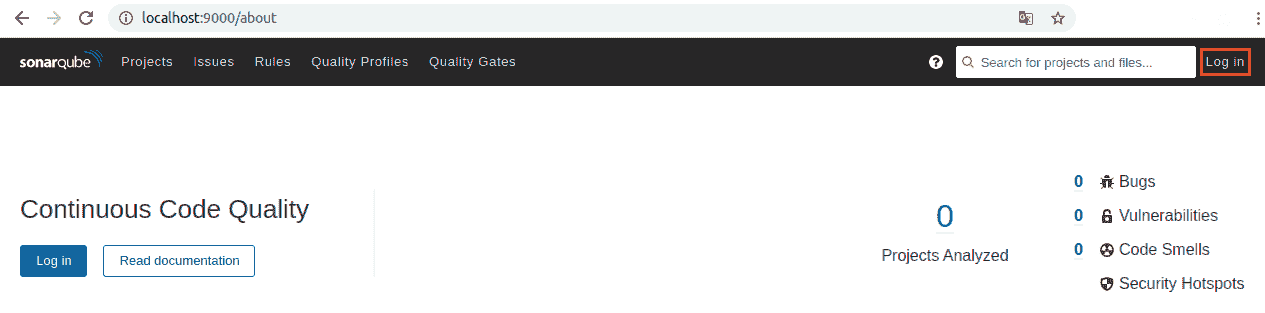 localhost:9000/about
sonarqube Projects Issues Rules Quality Profiles Quality Gates ? Search for projects and files... Log in
Continuous Code Quality
Log in Read documentation
0
Projects Analyzed
0 Bugs
0 Vulnerabilities
0 Code Smells
Security Hotspots